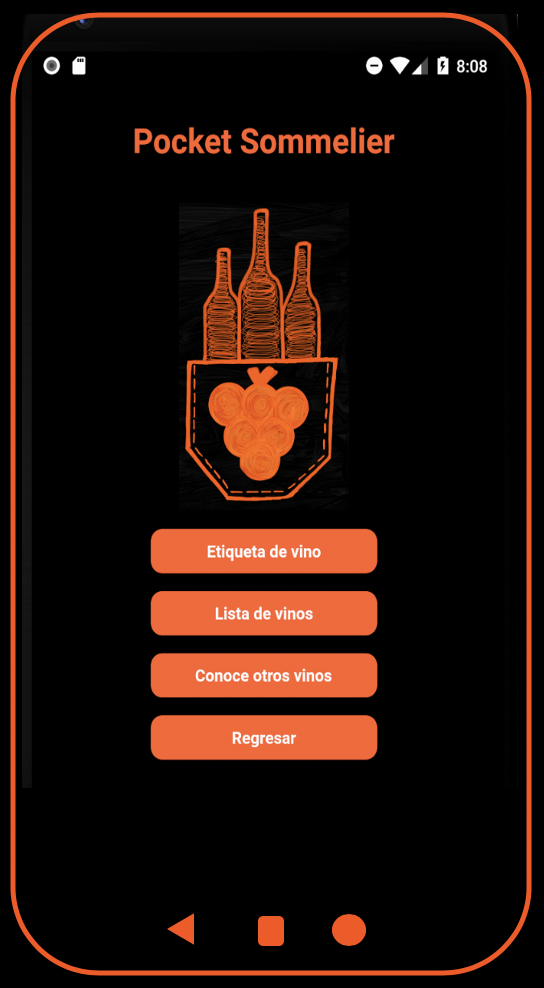 8:08
Pocket Sommelier
Etiqueta de vino
Lista de vinos
Conoce otros vinos
Regresar